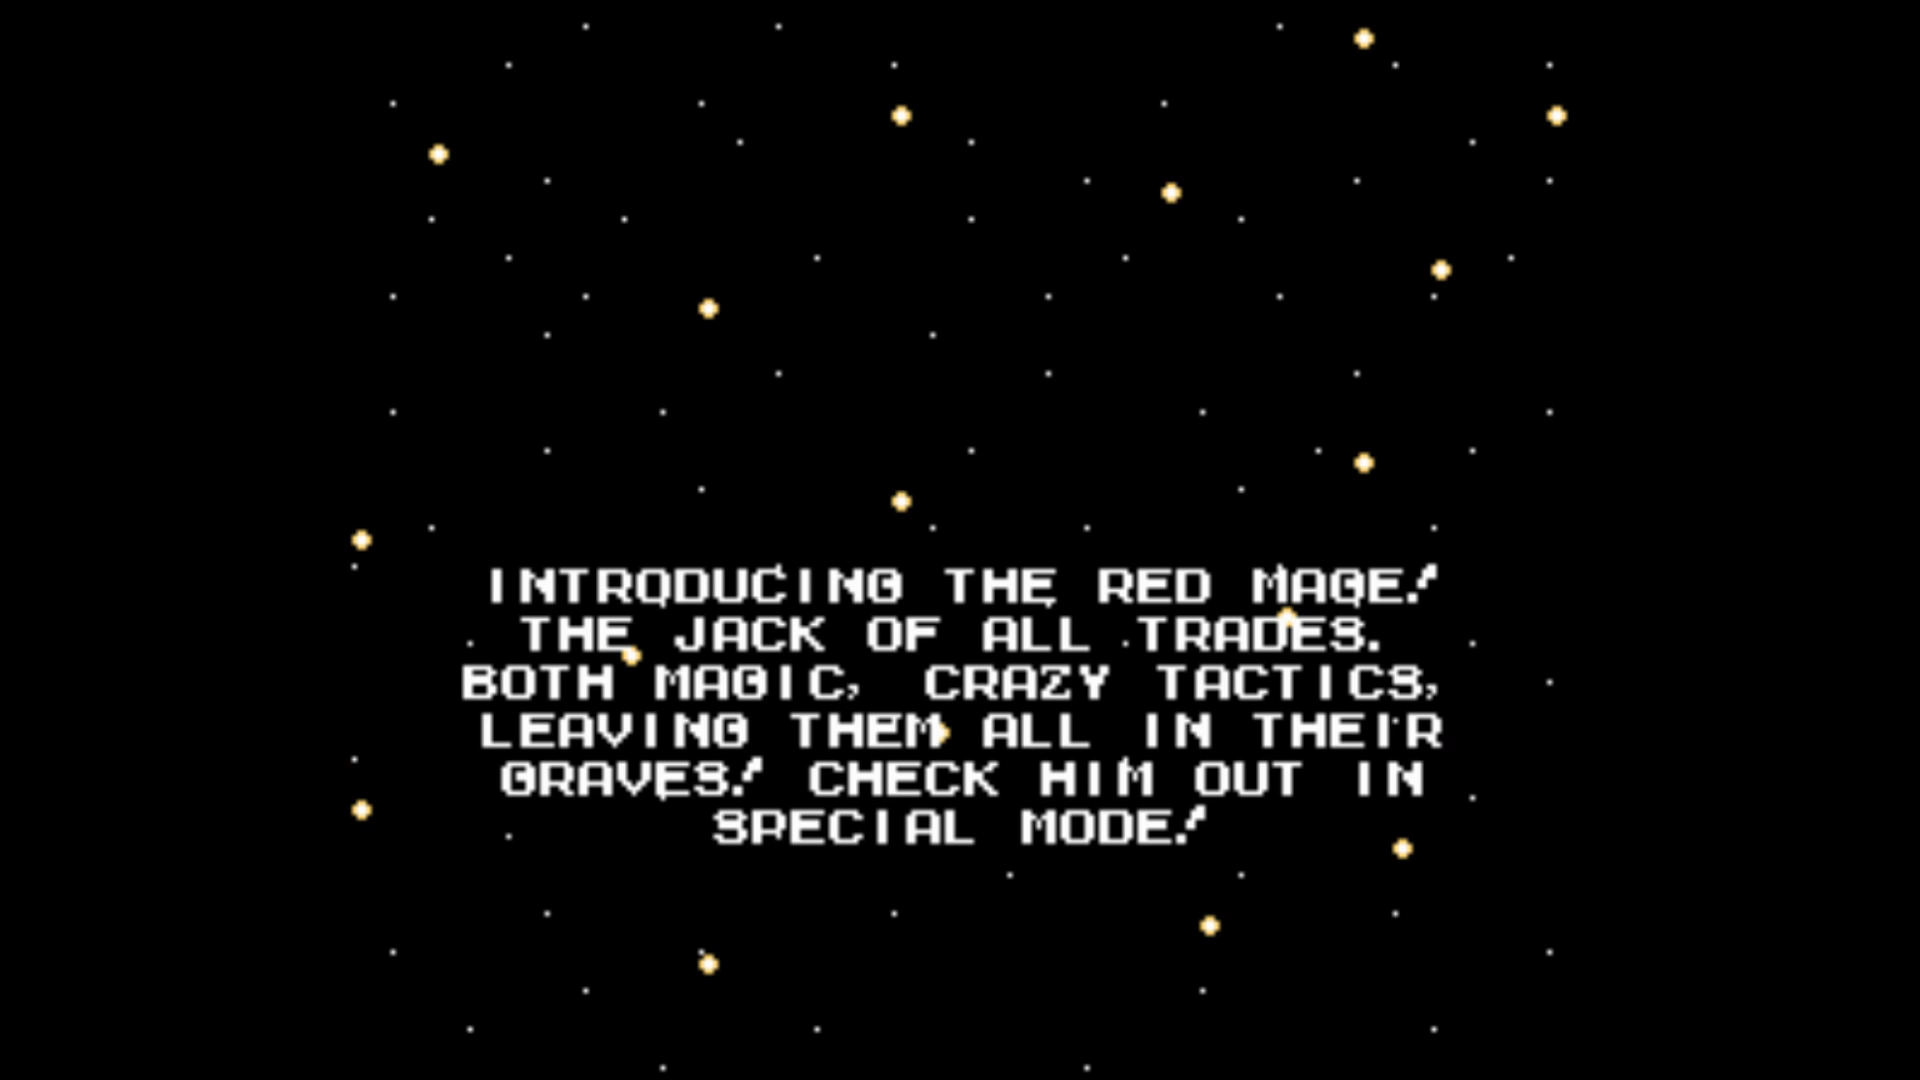 INTRODUCING THE RED MAGE!
THE JACK OF ALL TRADES.
BOTH MAGIC, CRAZY TACTICS,
LEAVING THEM ALL IN THEIR
GRAVES! CHECK HIM OUT IN
SPECIAL MODE!